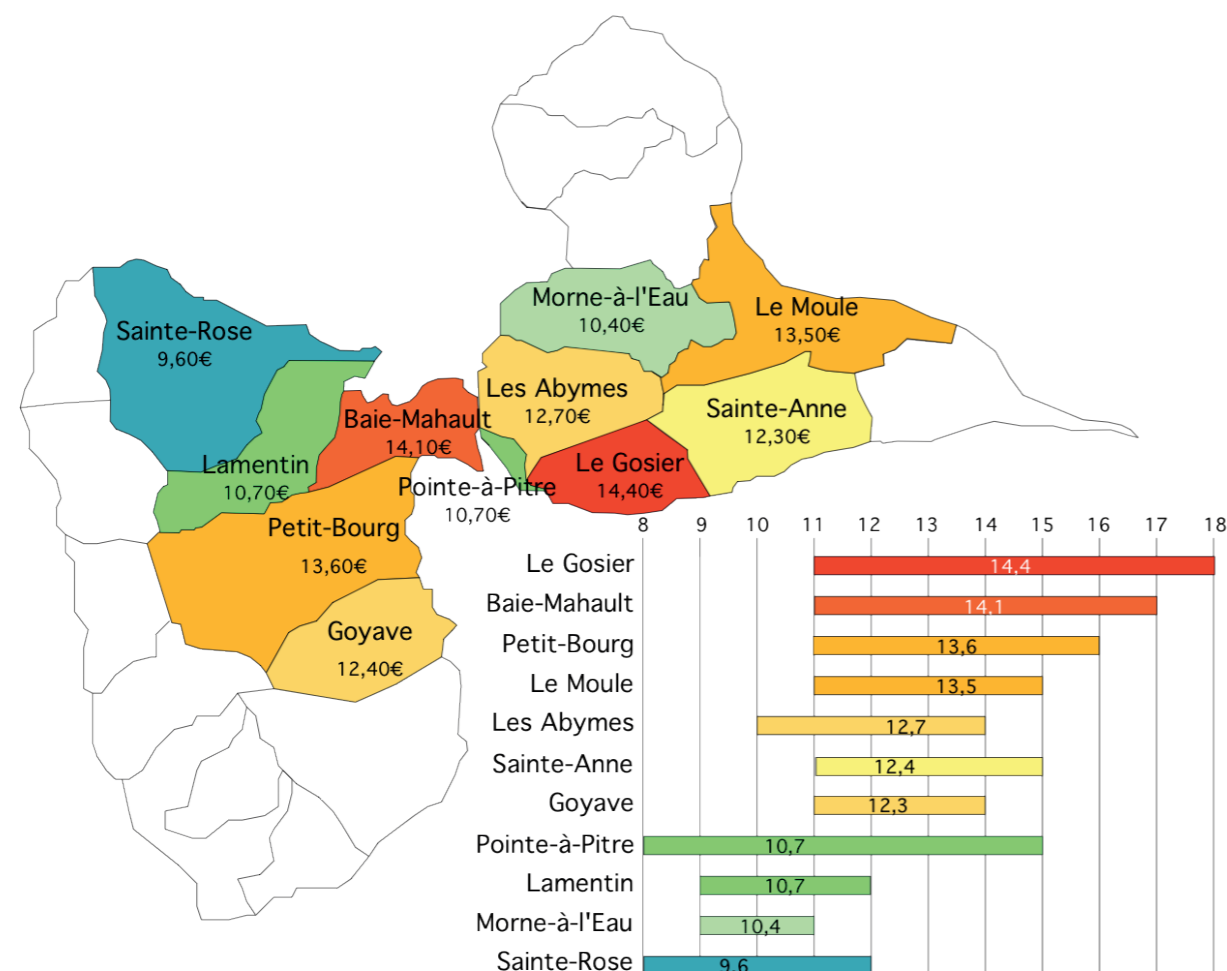 Morne-à-l'Eau
10,40€
Le Moule
13,50€
Sainte-Rose
9,60€
Les Abymes
12,70€
Sainte-Anne
12,30€
Baie-Mahault
14,10€
Lamentin
10,70€
Le Gosier
14,40€
Pointe-à-Pitre
10,70€
Petit-Bourg
13,60€
Goyave
12,40€
8 9 10 11 12 13 14 15 16 17 18
Le Gosier 14,4
Baie-Mahault 14,1
Petit-Bourg 13,6
Le Moule 13,5
Les Abymes 12,7
Sainte-Anne 12,4
Goyave 12,3
Pointe-à-Pitre 10,7
Lamentin 10,7
Morne-à-l'Eau 10,4
Sainte-Rose 9,6